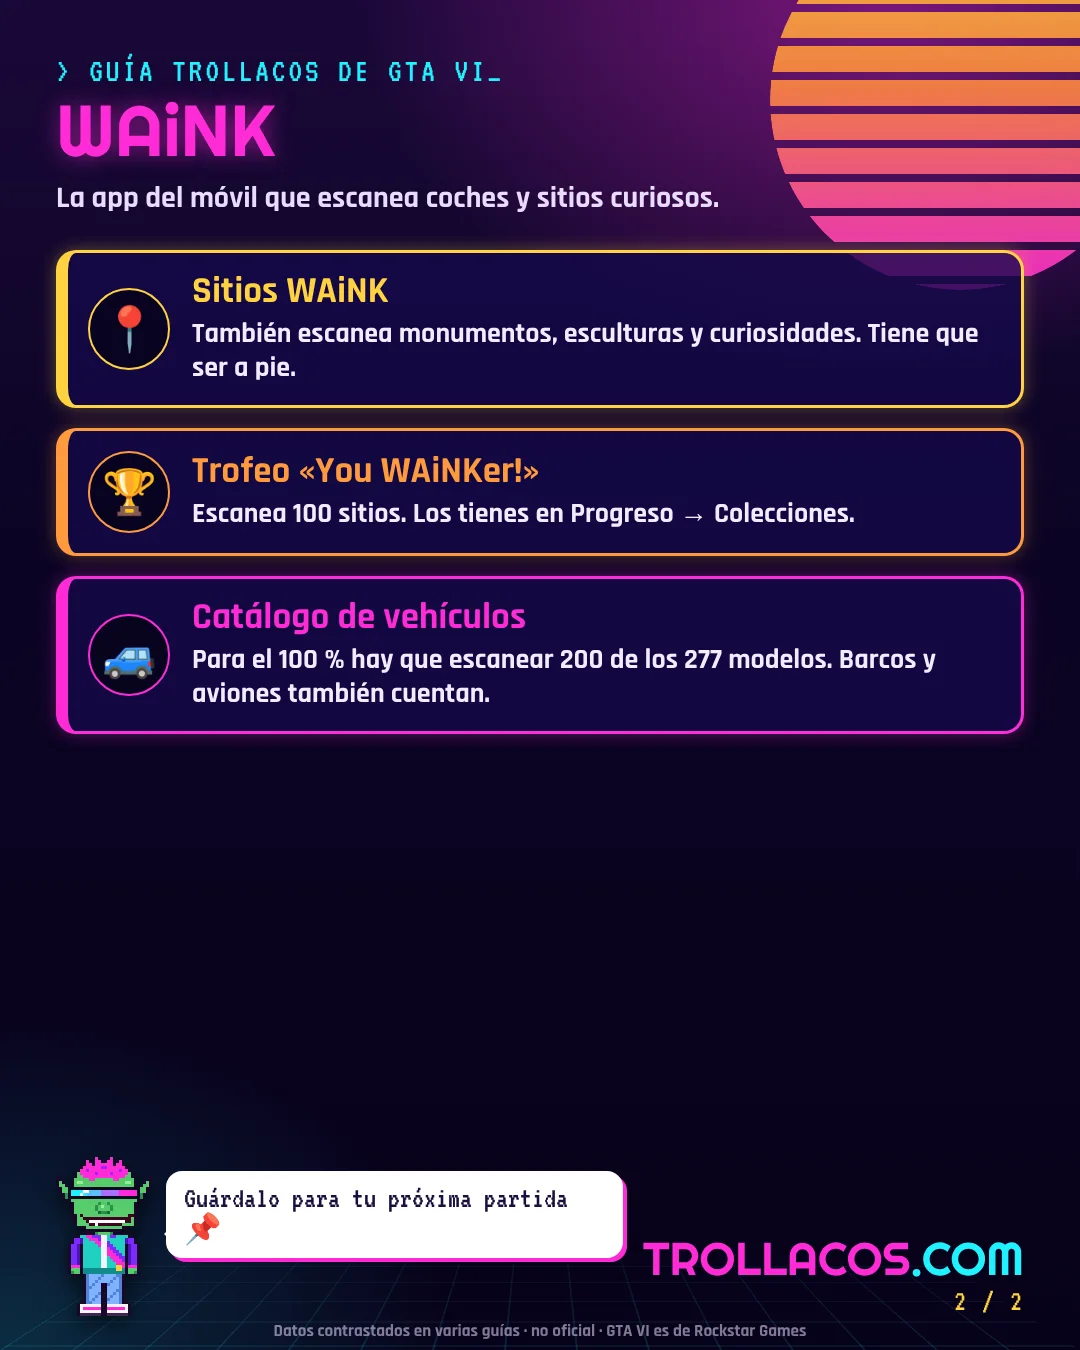 > GUÍA TROLLACOS DE GTA VI_
WAiNK
La app del móvil que escanea coches y sitios curiosos.
Sitios WAiNK
También escanea monumentos, esculturas y curiosidades. Tiene que
ser a pie.
Trofeo «You WAiNKer!»
Escanea 100 sitios. Los tienes en Progreso → Colecciones.
Catálogo de vehículos
Para el 100 % hay que escanear 200 de los 277 modelos. Barcos y
aviones también cuentan.
Guárdalo para tu próxima partida
📌
TROLLACOS.COM
2 / 2
Datos contrastados en varias guías · no oficial · GTA VI es de Rockstar Games